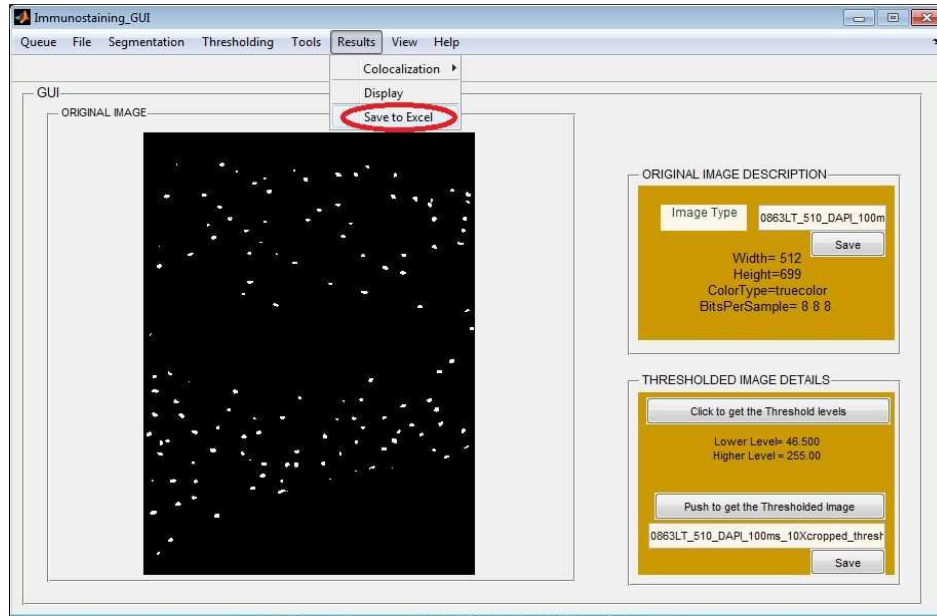 Immunostaining_GUI
Queue File Segmentation Thresholding Tools Results View Help
Colocalization
Display
Save to Excel
GUI
ORIGINAL IMAGE
ORIGINAL IMAGE DESCRIPTION
Image Type 0863LT_510_DAPI_100m
Save
Width= 512
Height=699
ColorType=truecolor
BitsPerSample= 8 8 8
THRESHOLDED IMAGE DETAILS
Click to get the Threshold levels
Lower Level= 46.500
Higher Level = 255.00
Push to get the Thresholded Image
0863LT_510_DAPI_100ms_10Xcropped_thresh
Save